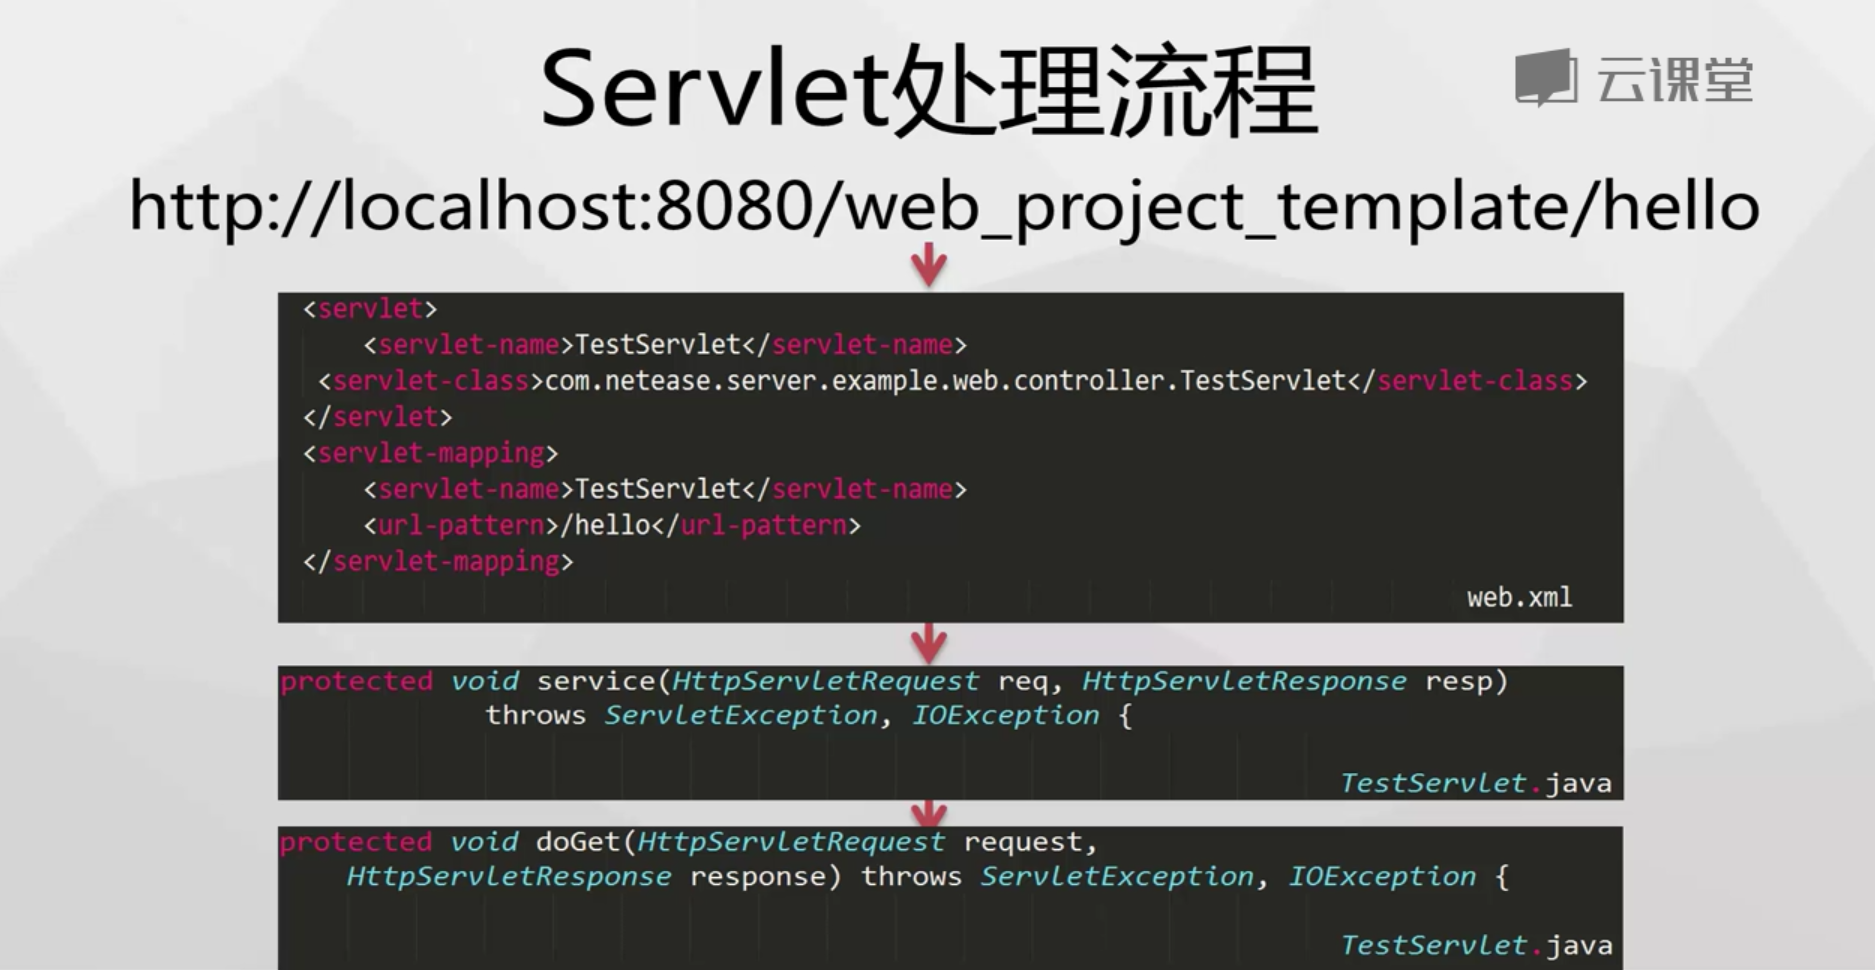 Servlet处理流程
云课堂
http://localhost:8080/web_project_template/hello
<servlet>
<servlet-name>TestServlet</servlet-name>
<servlet-class>com.netease.server.example.web.controller.TestServlet</servlet-class>
</servlet>
<servlet-mapping>
<servlet-name>TestServlet</servlet-name>
<url-pattern>/hello</url-pattern>
</servlet-mapping>
web.xml
protected void service(HttpServletRequest req, HttpServletResponse resp)
throws ServletException, IOException {
TestServlet.java
protected void doGet(HttpServletRequest request,
HttpServletResponse response) throws ServletException, IOException {
TestServlet.java